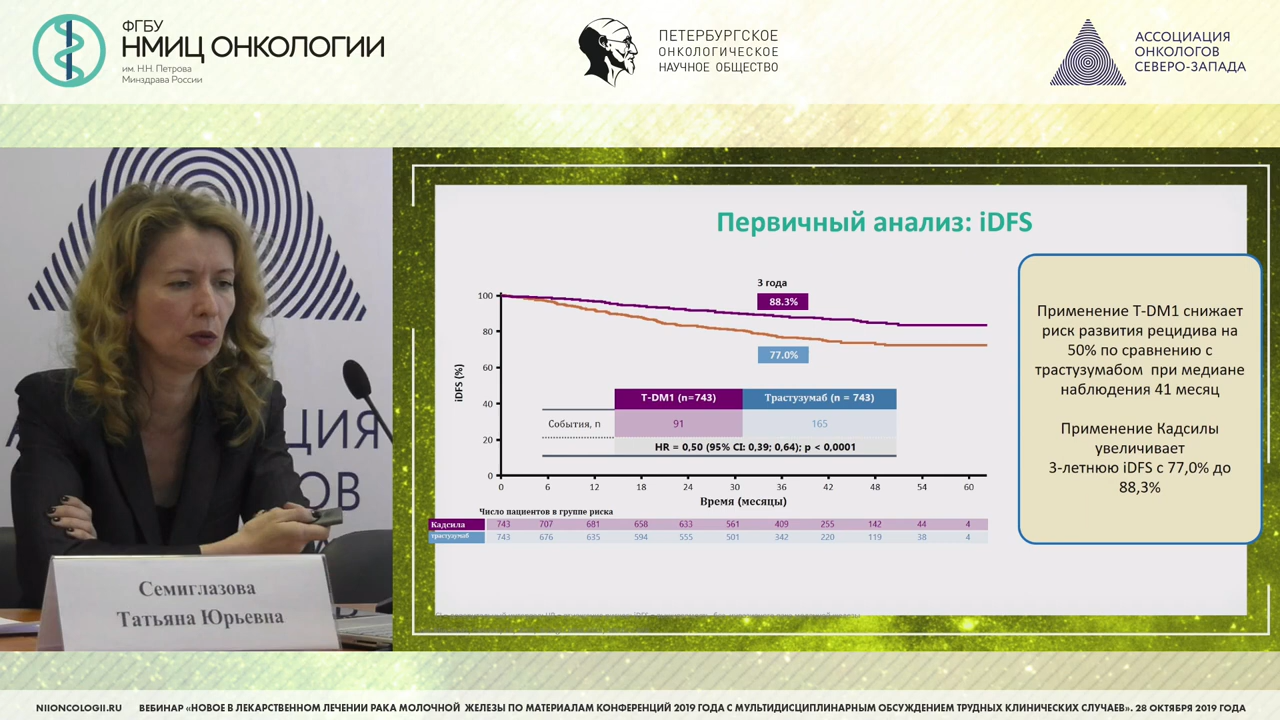 ФГБУ
НМИЦ ОНКОЛОГИИ
им. Н.Н. Петрова
Минздрава России
ПЕТЕРБУРГСКОЕ
ОНКОЛОГИЧЕСКОЕ
НАУЧНОЕ ОБЩЕСТВО
АССОЦИАЦИЯ
ОНКОЛОГОВ
СЕВЕРО-ЗАПАДА
Первичный анализ: iDFS
3 года
88.3%
77.0%
iDFS (%)
100
80
60
40
20
0
T-DM1 (n=743) Трастузумаб (n = 743)
События, n 91 165
HR = 0,50 (95% CI: 0,39; 0,64); p < 0,0001
0 6 12 18 24 30 36 42 48 54 60
Время (месяцы)
Число пациентов в группе риска
Кадсила 743 707 681 658 633 561 409 255 142 44 4
трастузумаб 743 676 635 594 555 501 342 220 119 38 4
Применение T-DM1 снижает
риск развития рецидива на
50% по сравнению с
трастузумабом при медиане
наблюдения 41 месяц
Применение Кадсилы
увеличивает
3-летнюю iDFS с 77,0% до
88,3%
Семиглазова
Татьяна Юрьевна
NIIONCOLOGII.RU ВЕБИНАР «НОВОЕ В ЛЕКАРСТВЕННОМ ЛЕЧЕНИИ РАКА МОЛОЧНОЙ ЖЕЛЕЗЫ ПО МАТЕРИАЛАМ КОНФЕРЕНЦИЙ 2019 ГОДА С МУЛЬТИДИСЦИПЛИНАРНЫМ ОБСУЖДЕНИЕМ ТРУДНЫХ КЛИНИЧЕСКИХ СЛУЧАЕВ». 28 ОКТЯБРЯ 2019 ГОДА